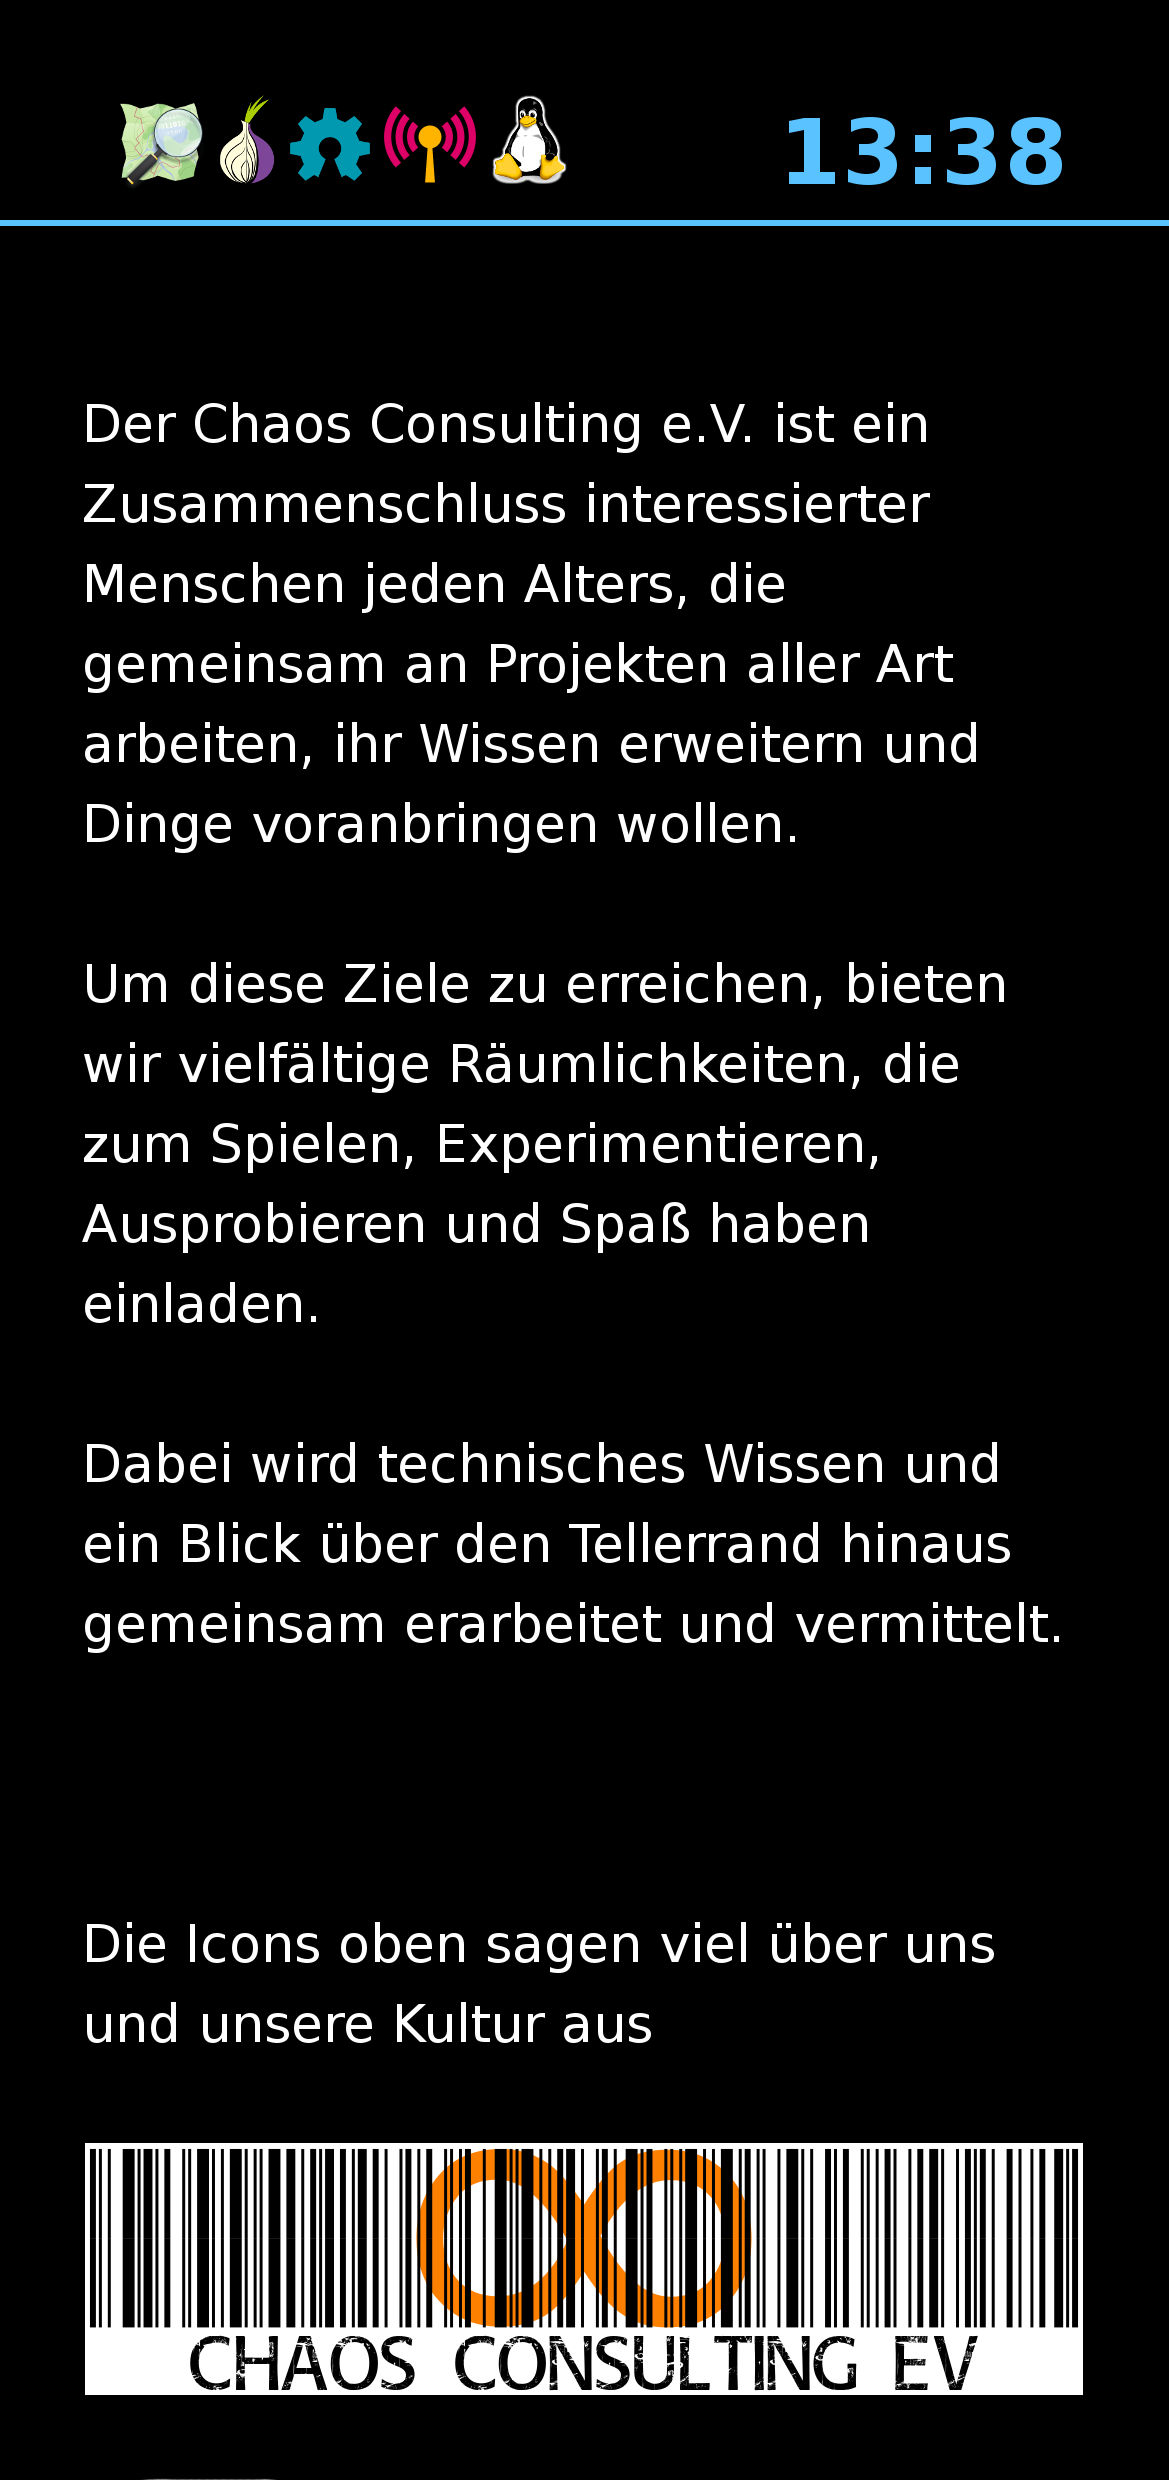 13:38
Der Chaos Consulting e.V. ist ein
Zusammenschluss interessierter
Menschen jeden Alters, die
gemeinsam an Projekten aller Art
arbeiten, ihr Wissen erweitern und
Dinge voranbringen wollen.
Um diese Ziele zu erreichen, bieten
wir vielfältige Räumlichkeiten, die
zum Spielen, Experimentieren,
Ausprobieren und Spaß haben
einladen.
Dabei wird technisches Wissen und
ein Blick über den Tellerrand hinaus
gemeinsam erarbeitet und vermittelt.
Die Icons oben sagen viel über uns
und unsere Kultur aus
CHAOS CONSULTING EV